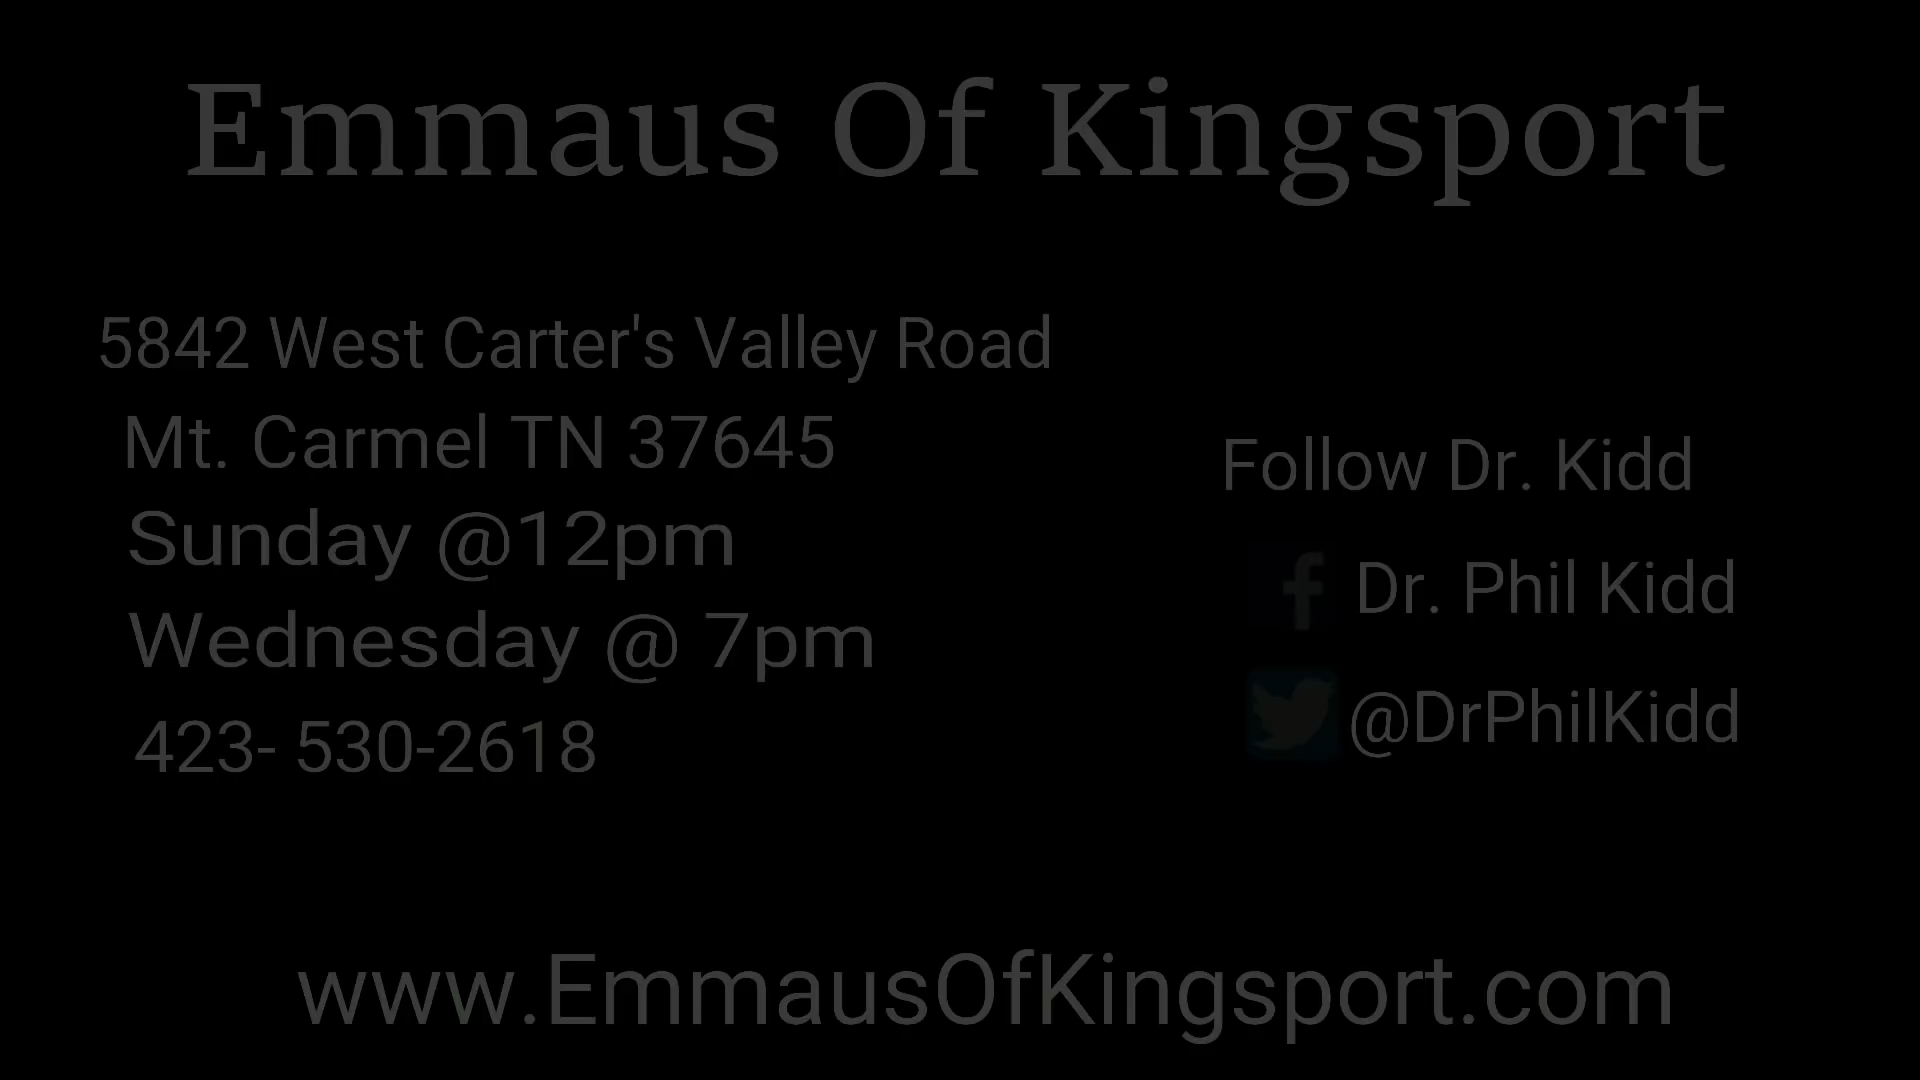 Emmaus Of Kingsport
5842 West Carter's Valley Road
Mt. Carmel TN 37645
Sunday @12pm
Wednesday @ 7pm
423- 530-2618
Follow Dr. Kidd
f Dr. Phil Kidd
@DrPhilKidd
www.EmmausOfKingsport.com